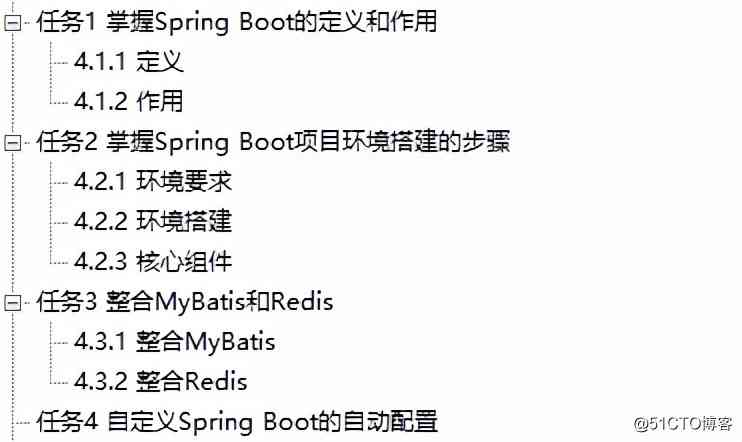 任务1 掌握Spring Boot的定义和作用
4.1.1 定义
4.1.2 作用
任务2 掌握Spring Boot项目环境搭建的步骤
4.2.1 环境要求
4.2.2 环境搭建
4.2.3 核心组件
任务3 整合MyBatis和Redis
4.3.1 整合MyBatis
4.3.2 整合Redis
任务4 自定义Spring Boot的自动配置
@51CTO博客